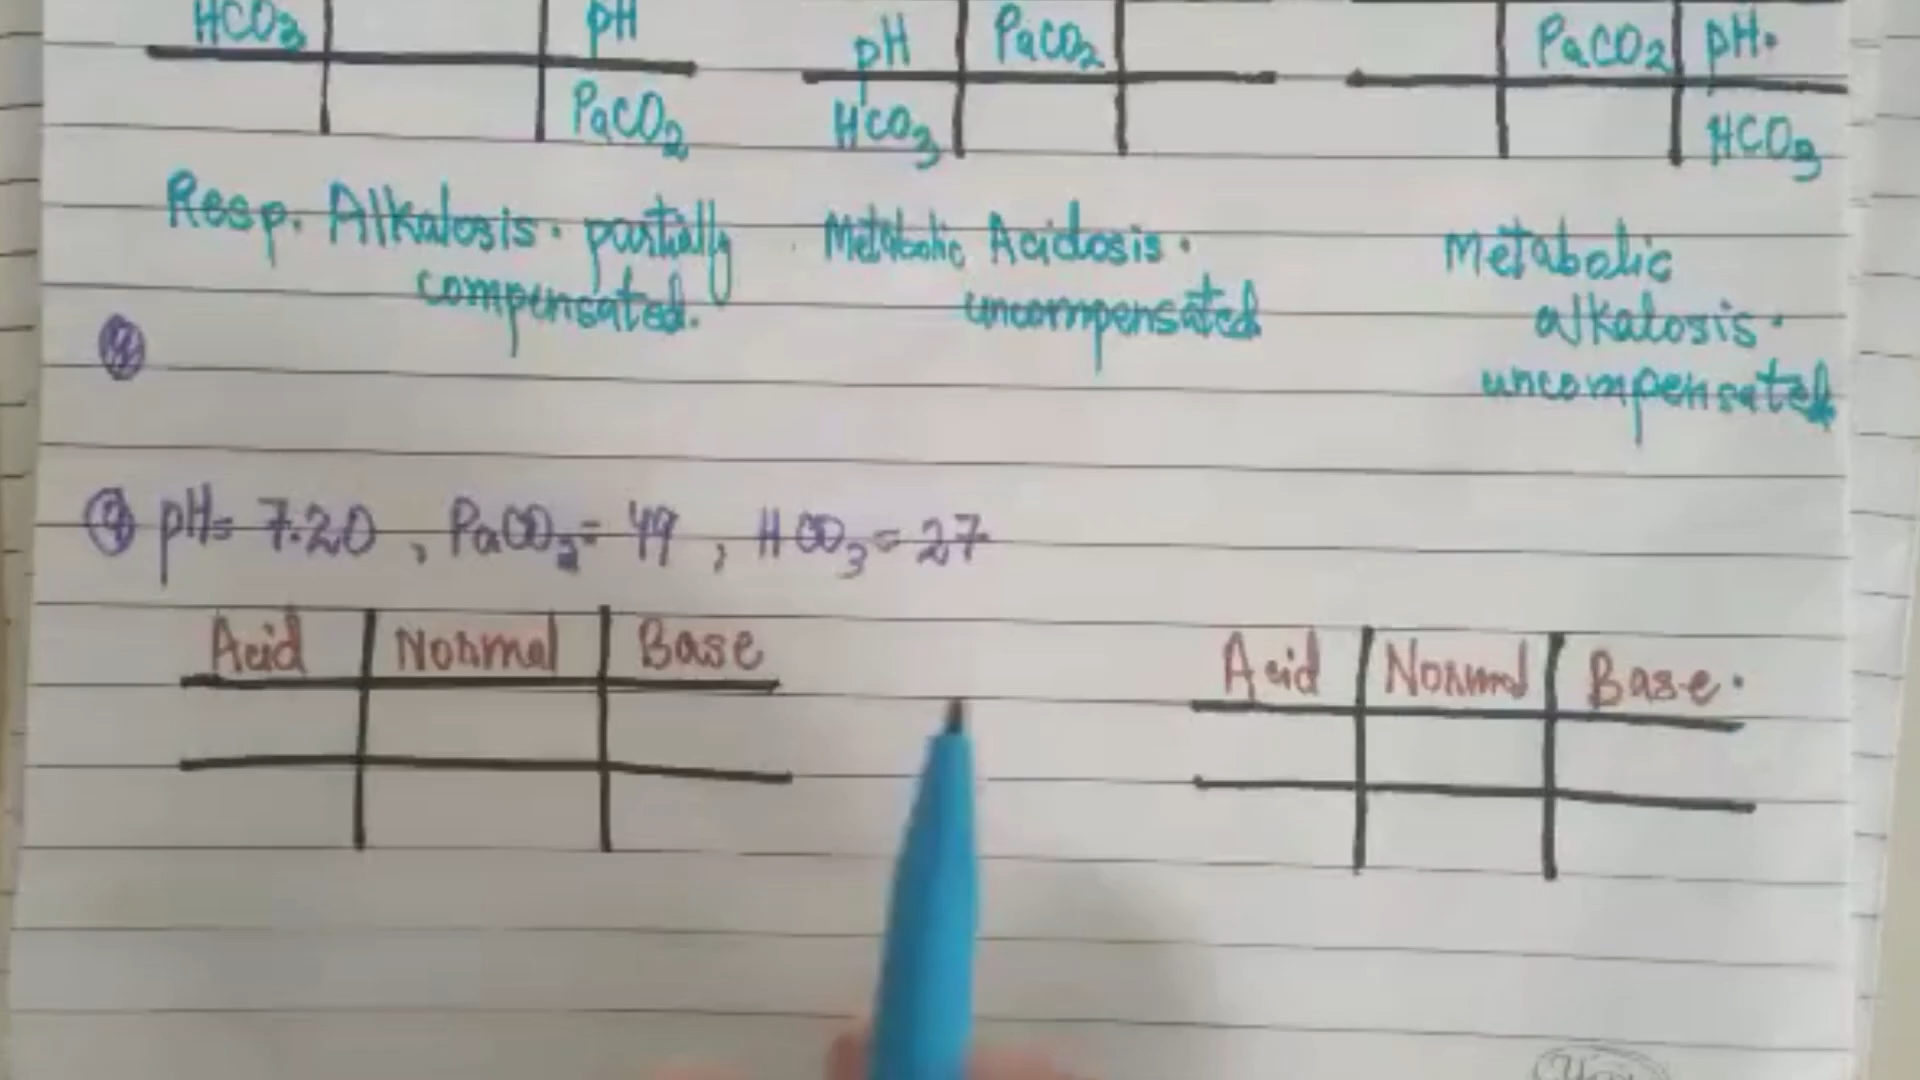 HCO3 pH pH PaCO2 PaCO2 pH.
PaCO2 HCO3 HCO3
Resp. Alkalosis. partially compensated.
Metabolic Acidosis. uncompensated
Metabolic alkalosis. uncompensated
pH= 7.20 , PaCO2= 49 , HCO3= 27
Acid Normal Base
Acid Normal Base.